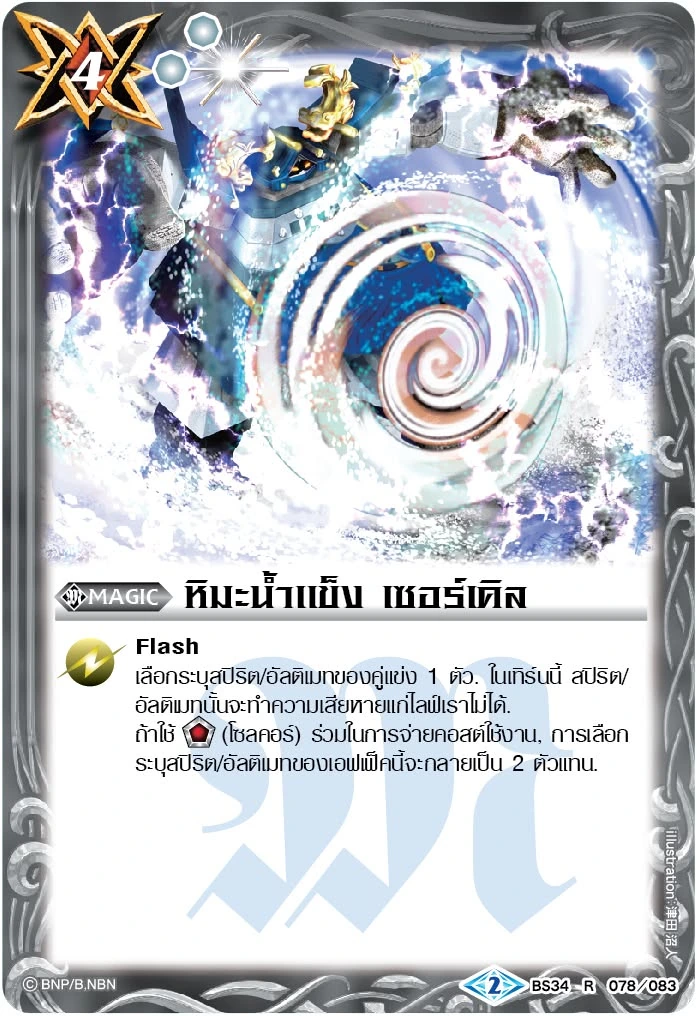 4
MAGIC หิมะน้ำแข็ง เซอร์เคิล
Flash
เลือกระบุสปิริต/อัลติเมทของคู่แข่ง 1 ตัว. ในเทิร์นนี้ สปิริต/
อัลติเมทนั้นจะทำความเสียหายแก่ไลฟ์เราไม่ได้.
ถ้าใช้ (โซลคอร์) ร่วมในการจ่ายคอสต์ใช้งาน, การเลือก
ระบุสปิริต/อัลติเมทของเอฟเฟ็คนี้จะกลายเป็น 2 ตัวแทน.
illustration:津田沼人
©BNP/B,NBN
2 BS34 R 078/083